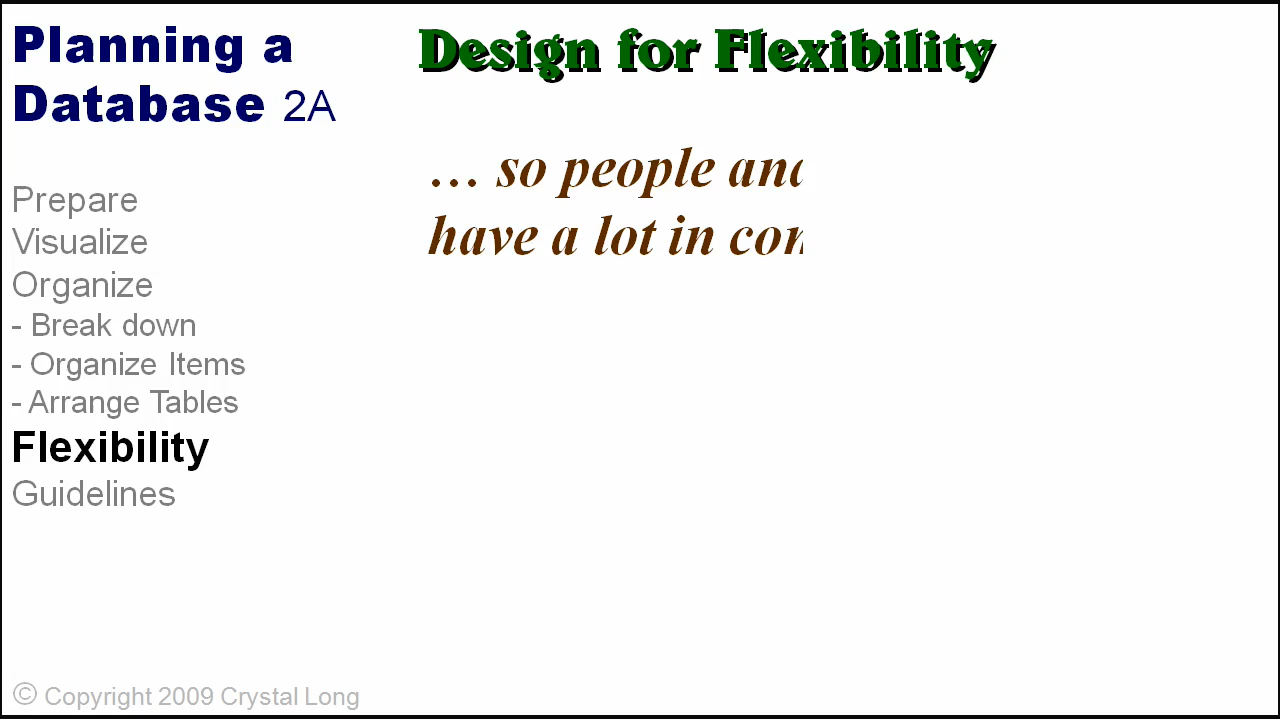 Planning a
Database 2A
Prepare
Visualize
Organize
- Break down
- Organize Items
- Arrange Tables
Flexibility
Guidelines
© Copyright 2009 Crystal Long
Design for Flexibility
… so people
have a lot in